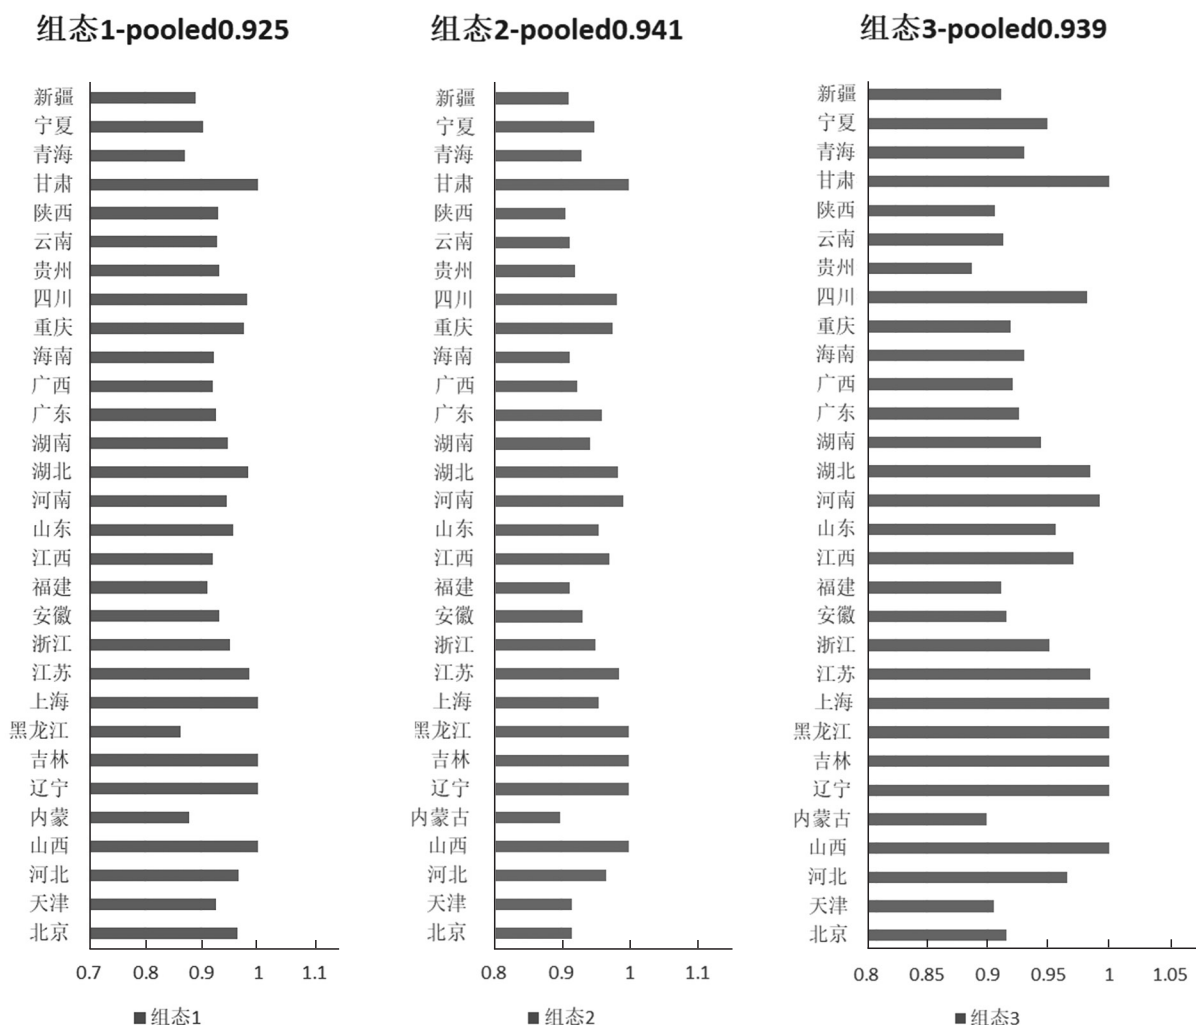 组态1-pooled0.925
新疆
宁夏
青海
甘肃
陕西
云南
贵州
四川
重庆
海南
广西
广东
湖南
湖北
河南
山东
江西
福建
安徽
浙江
江苏
上海
黑龙江
吉林
辽宁
内蒙
山西
河北
天津
北京
0.7 0.8 0.9 1 1.1
组态1
组态2-pooled0.941
新疆
宁夏
青海
甘肃
陕西
云南
贵州
四川
重庆
海南
广西
广东
湖南
湖北
河南
山东
江西
福建
安徽
浙江
江苏
上海
黑龙江
吉林
辽宁
内蒙古
山西
河北
天津
北京
0.8 0.9 1 1.1
组态2
组态3-pooled0.939
新疆
宁夏
青海
甘肃
陕西
云南
贵州
四川
重庆
海南
广西
广东
湖南
湖北
河南
山东
江西
福建
安徽
浙江
江苏
上海
黑龙江
吉林
辽宁
内蒙古
山西
河北
天津
北京
0.8 0.85 0.9 0.95 1 1.05
组态3